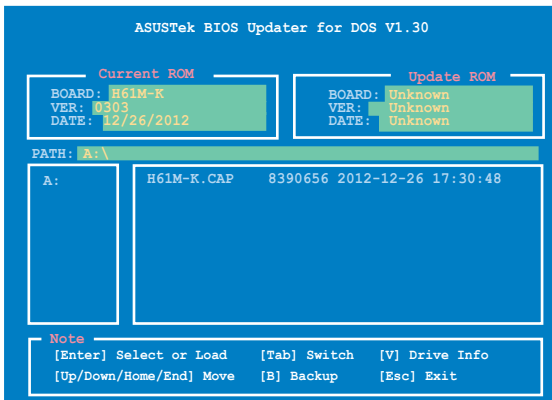 ASUSTek BIOS Updater for DOS V1.30
Current ROM
BOARD: H61M-K
VER: 0303
DATE: 12/26/2012
Update ROM
BOARD: Unknown
VER: Unknown
DATE: Unknown
PATH: A:\
A:
H61M-K.CAP 8390656 2012-12-26 17:30:48
Note
[Enter] Select or Load [Tab] Switch [V] Drive Info
[Up/Down/Home/End] Move [B] Backup [Esc] Exit